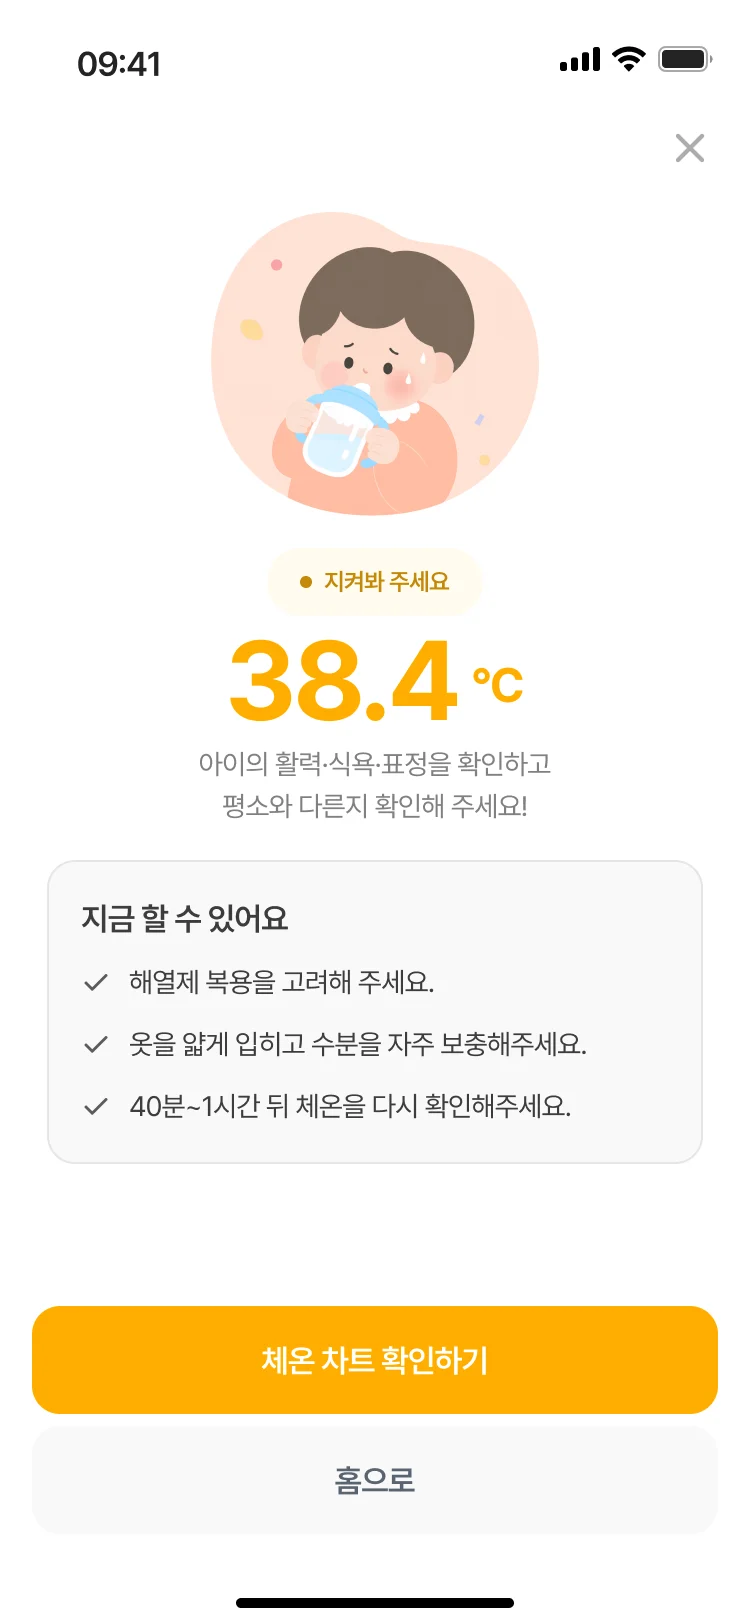 09:41
지켜봐 주세요
38.4 ℃
아이의 활력·식욕·표정을 확인하고
평소와 다른지 확인해 주세요!
지금 할 수 있어요
해열제 복용을 고려해 주세요.
옷을 얇게 입히고 수분을 자주 보충해주세요.
40분~1시간 뒤 체온을 다시 확인해주세요.
체온 차트 확인하기
홈으로